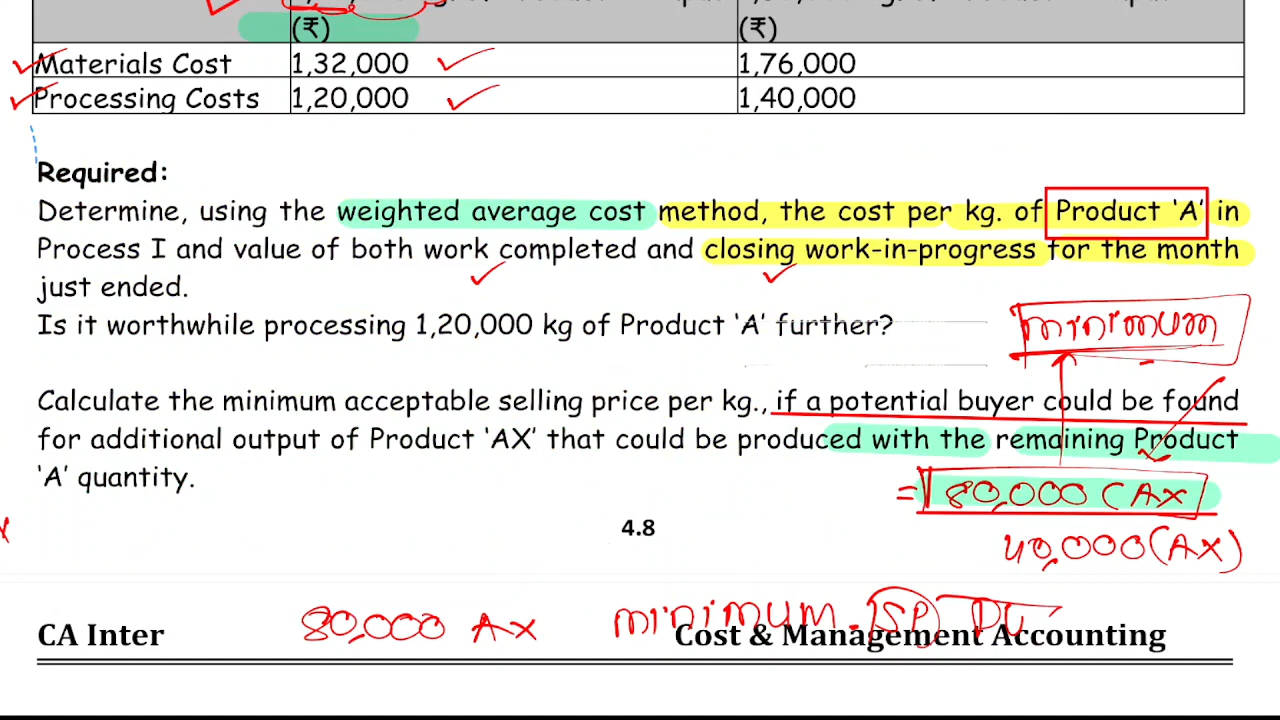 (₹) (₹)
Materials Cost 1,32,000 1,76,000
Processing Costs 1,20,000 1,40,000
Required:
Determine, using the weighted average cost method, the cost per kg. of Product ‘A’ in
Process I and value of both work completed and closing work-in-progress for the month
just ended.
Is it worthwhile processing 1,20,000 kg of Product ‘A’ further?
minimum
Calculate the minimum acceptable selling price per kg., if a potential buyer could be found
for additional output of Product ‘AX’ that could be produced with the remaining Product
‘A’ quantity.
= 80,000 (AX
4.8
40,000 (AX)
80,000 AX minimum SP PU
CA Inter Cost & Management Accounting